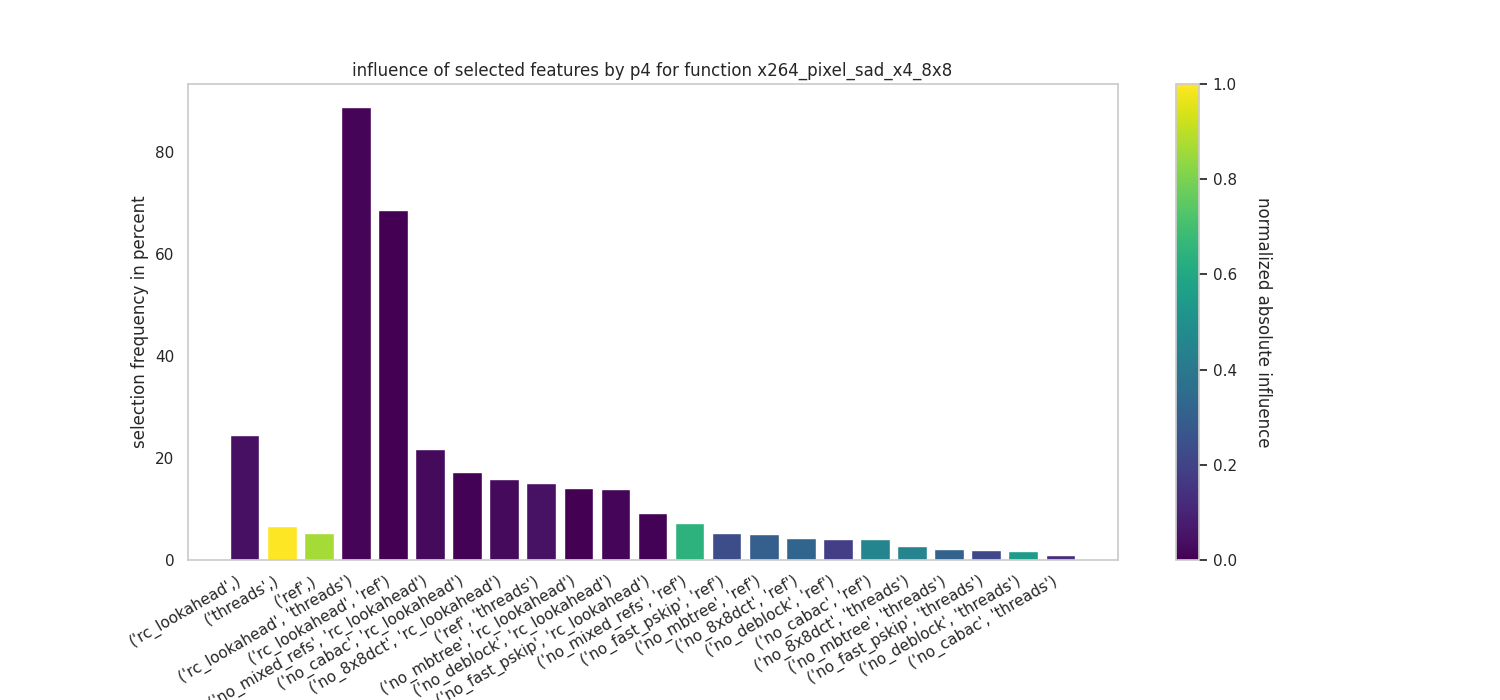 influence of selected features by p4 for function x264_pixel_sad_x4_8x8
selection frequency in percent
80
60
40
20
0
('rc_lookahead',)
('threads',)
('ref',)
('rc_lookahead', 'threads')
('rc_lookahead', 'ref')
('no_mixed_refs', 'rc_lookahead')
('no_cabac', 'rc_lookahead')
('no_8x8dct', 'rc_lookahead')
('ref', 'threads')
('no_mbtree', 'rc_lookahead')
('no_deblock', 'rc_lookahead')
('no_fast_pskip', 'rc_lookahead')
('no_mixed_refs', 'ref')
('no_fast_pskip', 'ref')
('no_mbtree', 'ref')
('no_8x8dct', 'ref')
('no_deblock', 'ref')
('no_cabac', 'ref')
('no_8x8dct', 'threads')
('no_mbtree', 'threads')
('no_fast_pskip', 'threads')
('no_deblock', 'threads')
('no_cabac', 'threads')
1.0
0.8
0.6
0.4
0.2
0.0
normalized absolute influence